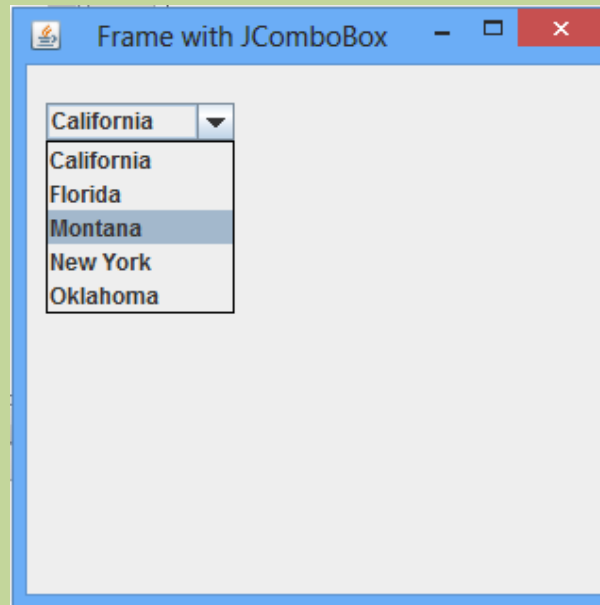 Frame with JComboBox
California
California
Florida
Montana
New York
Oklahoma